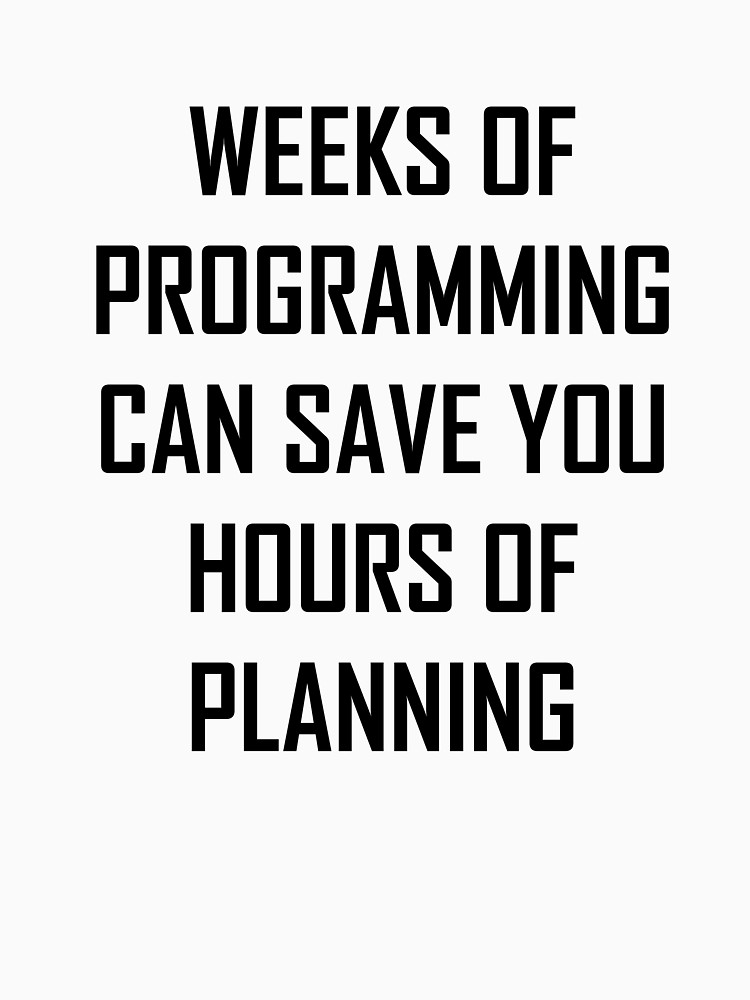 WEEKS OF
PROGRAMMING
CAN SAVE YOU
HOURS OF
PLANNING